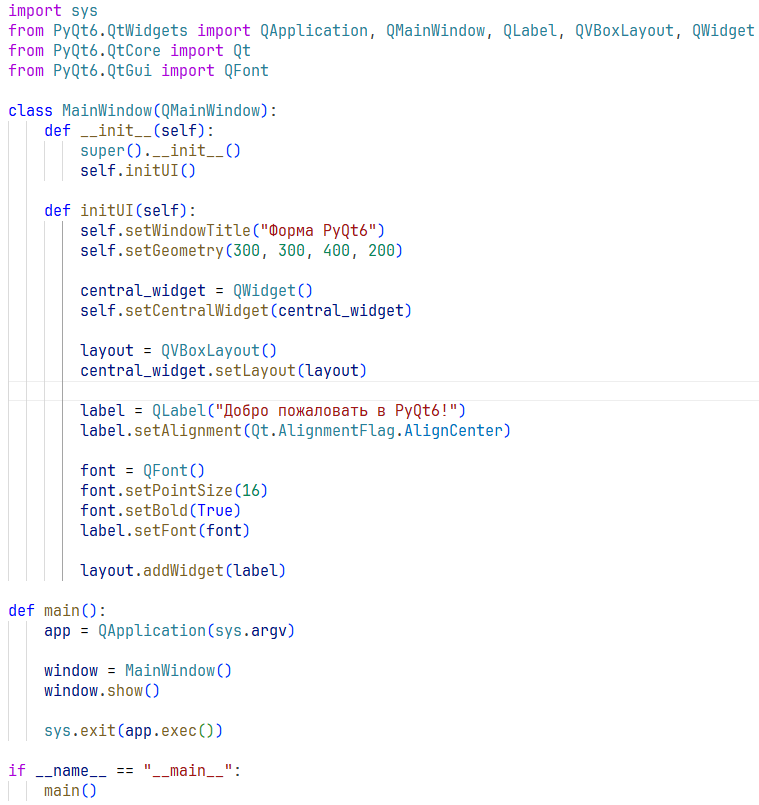 import sys
from PyQt6.QtWidgets import QApplication, QMainWindow, QLabel, QVBoxLayout, QWidget
from PyQt6.QtCore import Qt
from PyQt6.QtGui import QFont

class MainWindow(QMainWindow):
    def __init__(self):
        super().__init__()
        self.initUI()

    def initUI(self):
        self.setWindowTitle("Форма PyQt6")
        self.setGeometry(300, 300, 400, 200)

        central_widget = QWidget()
        self.setCentralWidget(central_widget)

        layout = QVBoxLayout()
        central_widget.setLayout(layout)

        label = QLabel("Добро пожаловать в PyQt6!")
        label.setAlignment(Qt.AlignmentFlag.AlignCenter)

        font = QFont()
        font.setPointSize(16)
        font.setBold(True)
        label.setFont(font)

        layout.addWidget(label)

def main():
    app = QApplication(sys.argv)

    window = MainWindow()
    window.show()

    sys.exit(app.exec())

if __name__ == "__main__":
    main()